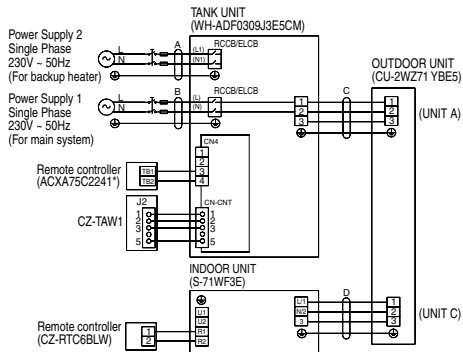 TANK UNIT
(WH-ADF0309J3E5CM)
Power Supply 2
Single Phase
230V ~ 50Hz
(For backup heater)
L
N
A
(L1)
(N1)
RCCB/ELCB
OUTDOOR UNIT
(CU-2WZ71 YBE5)
Power Supply 1
Single Phase
230V ~ 50Hz
(For main system)
L
N
B
(L)
(N)
RCCB/ELCB
1
2
3
C
1
2
3
(UNIT A)
CN4
1
2
3
4
Remote controller
(ACXA75C2241*)
TB1
TB2
CZ-TAW1
J2
1
2
3
5
CN-CNT
1
2
3
5
INDOOR UNIT
(S-71WF3E)
U1
U2
R1
R2
L/1
N/2
3
D
1
2
3
(UNIT C)
Remote controller
(CZ-RTC6BLW)
1
2